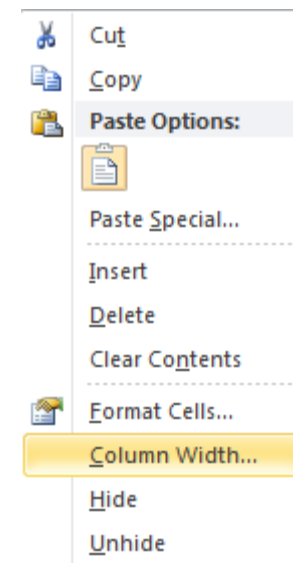 Cut
Copy
Paste Options:
Paste Special...
Insert
Delete
Clear Contents
Format Cells...
Column Width...
Hide
Unhide